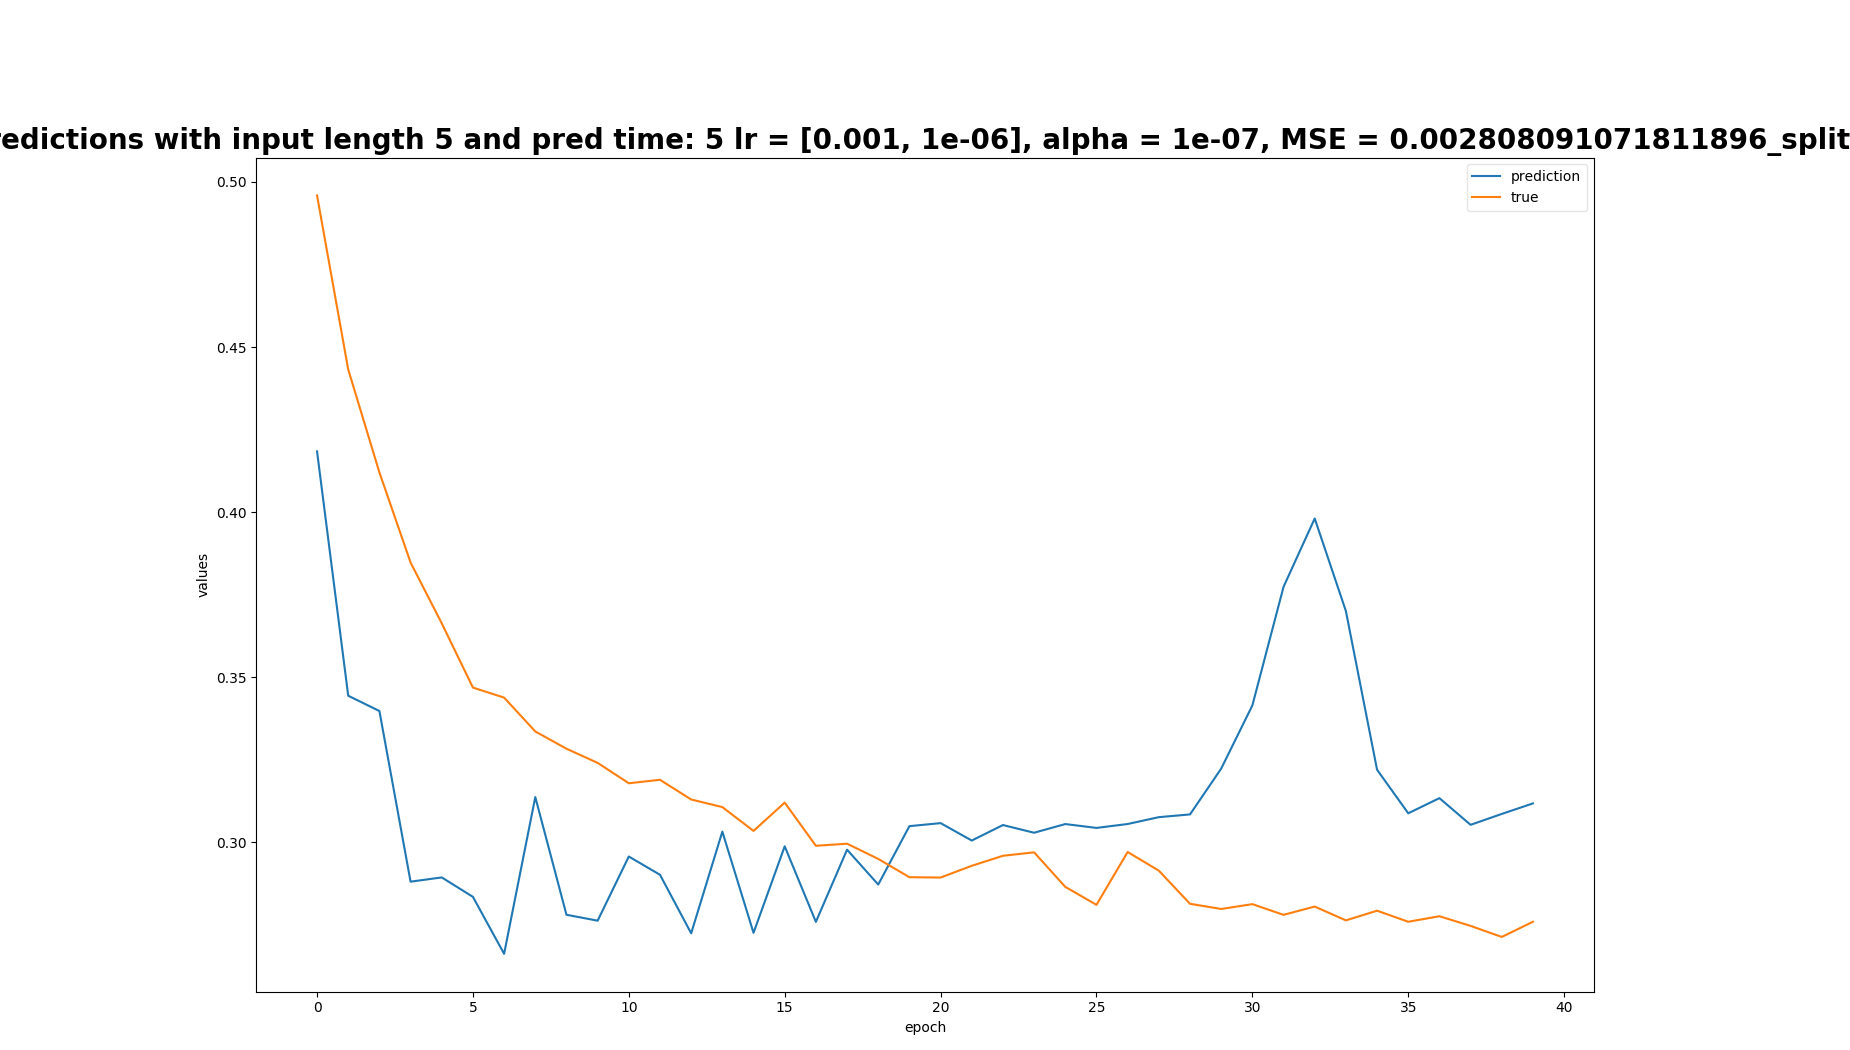 redictions with input length 5 and pred time: 5 lr = [0.001, 1e-06], alpha = 1e-07, MSE = 0.002808091071811896_split
prediction
true
0.50
0.45
0.40
0.35
0.30
values
0 5 10 15 20 25 30 35 40
epoch